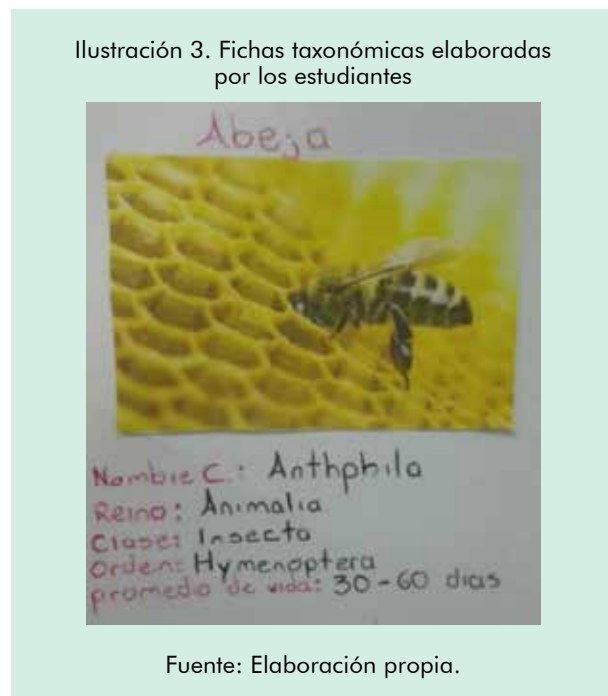 Ilustración 3. Fichas taxonómicas elaboradas
por los estudiantes
Abeja
Nombre C.: Anthphila
Reino: Animalia
Clase: Insecta
Orden: Hymenoptera
promedio de vida: 30-60 dias
Fuente: Elaboración propia.